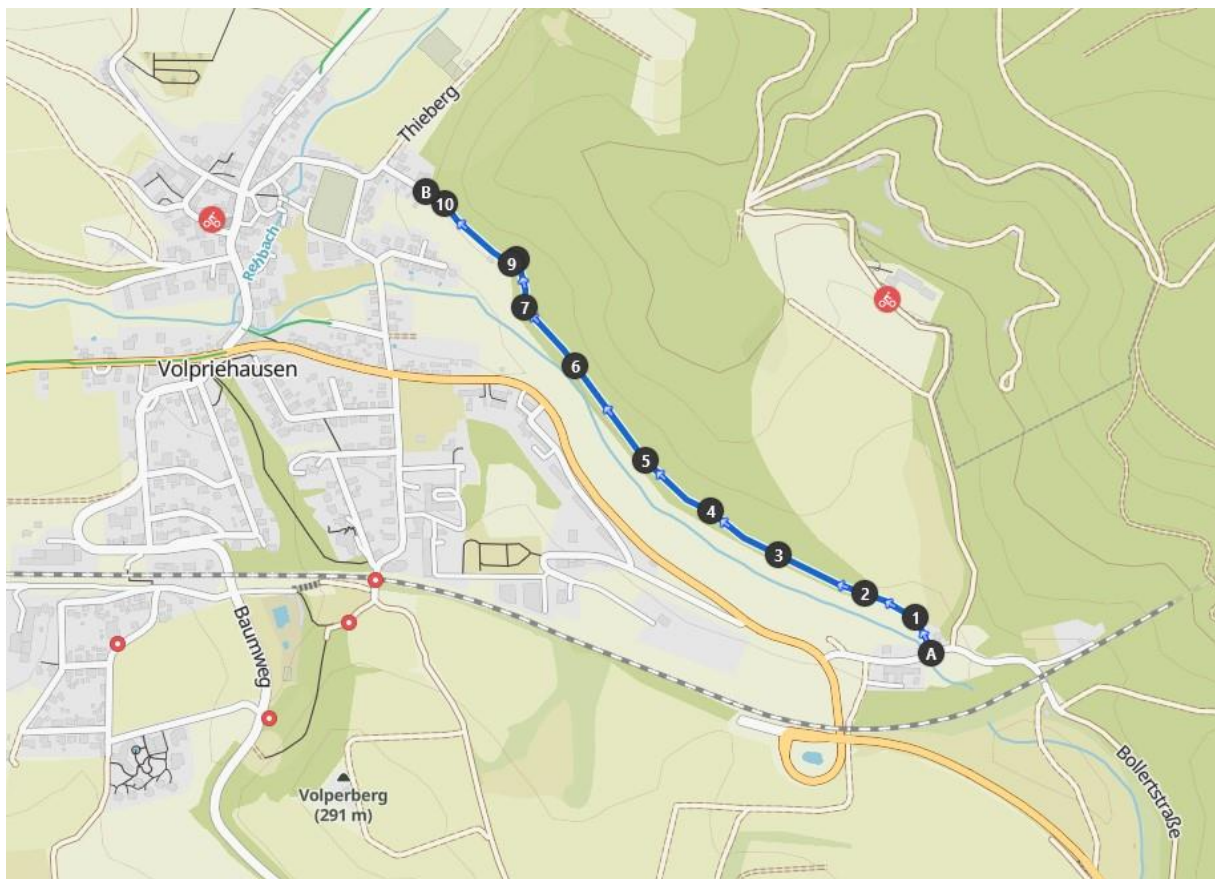 Thieberg
B
10
Rehbach
9
7
Volpriehausen
6
5
4
3
2
1
A
Baumweg
Bollertstraße
Volperberg
(291 m)